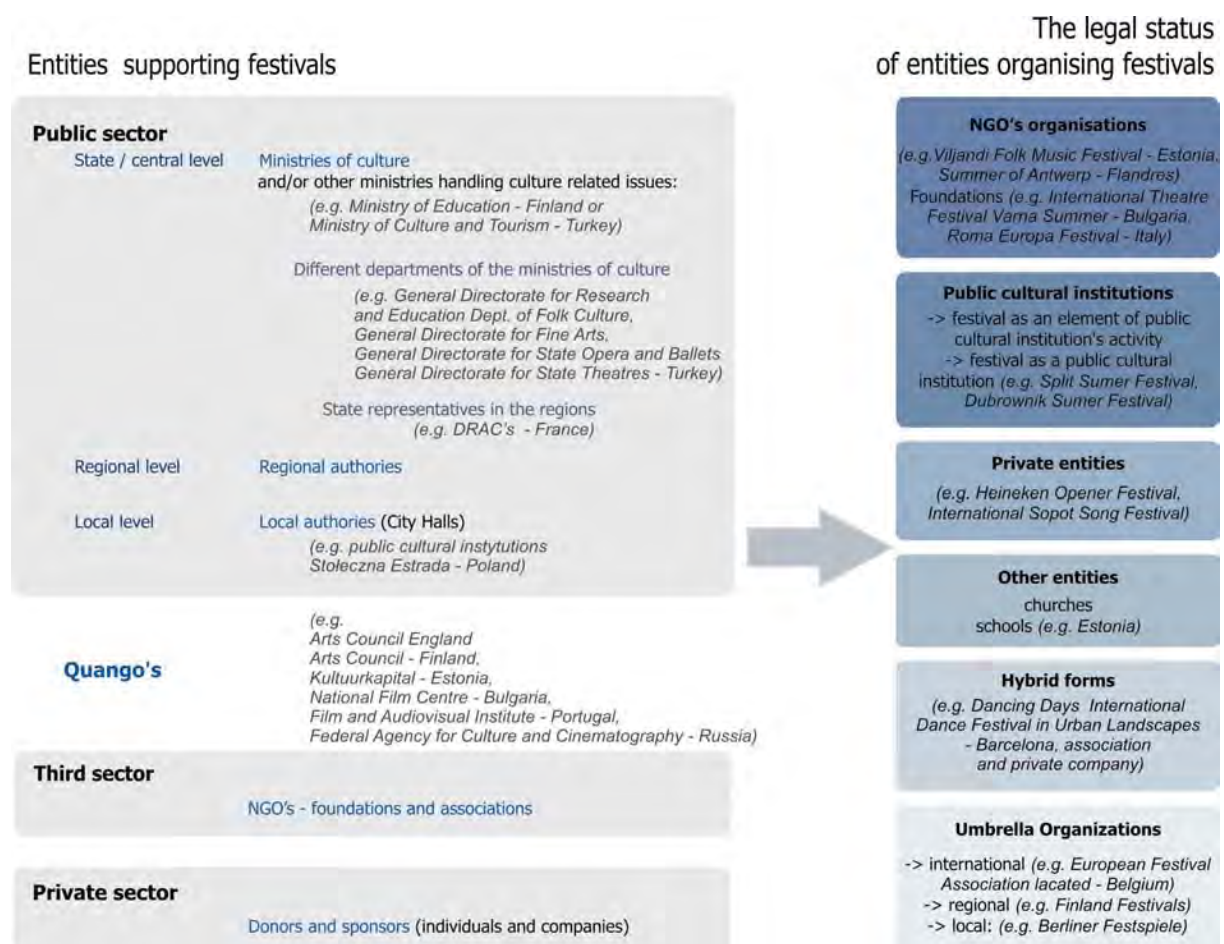 Entities supporting festivals
Public sector
State / central level
Ministries of culture
and/or other ministries handling culture related issues:
(e.g. Ministry of Education - Finland or
Ministry of Culture and Tourism - Turkey)
Different departments of the ministries of culture
(e.g. General Directorate for Research
and Education Dept. of Folk Culture,
General Directorate for Fine Arts,
General Directorate for State Opera and Ballets
General Directorate for State Theatres - Turkey)
State representatives in the regions
(e.g. DRAC's - France)
Regional level
Regional authories
Local level
Local authories (City Halls)
(e.g. public cultural instytutions
Stołeczna Estrada - Poland)
Quango's
(e.g.
Arts Council England
Arts Council - Finland,
Kultuurkapital - Estonia,
National Film Centre - Bulgaria,
Film and Audiovisual Institute - Portugal,
Federal Agency for Culture and Cinematography - Russia)
Third sector
NGO's - foundations and associations
Private sector
Donors and sponsors (individuals and companies)
The legal status
of entities organising festivals
NGO's organisations
(e.g. Viljandi Folk Music Festival - Estonia,
Summer of Antwerp - Flandres)
Foundations (e.g. International Theatre
Festival Varna Summer - Bulgaria,
Roma Europa Festival - Italy)
Public cultural institutions
-> festival as an element of public
cultural institution's activity
-> festival as a public cultural
institution (e.g. Split Sumer Festival,
Dubrownik Sumer Festival)
Private entities
(e.g. Heineken Opener Festival,
International Sopot Song Festival)
Other entities
churches
schools (e.g. Estonia)
Hybrid forms
(e.g. Dancing Days International
Dance Festival in Urban Landscapes
- Barcelona, association
and private company)
Umbrella Organizations
-> international (e.g. European Festival
Association lacated - Belgium)
-> regional (e.g. Finland Festivals)
-> local: (e.g. Berliner Festspiele)